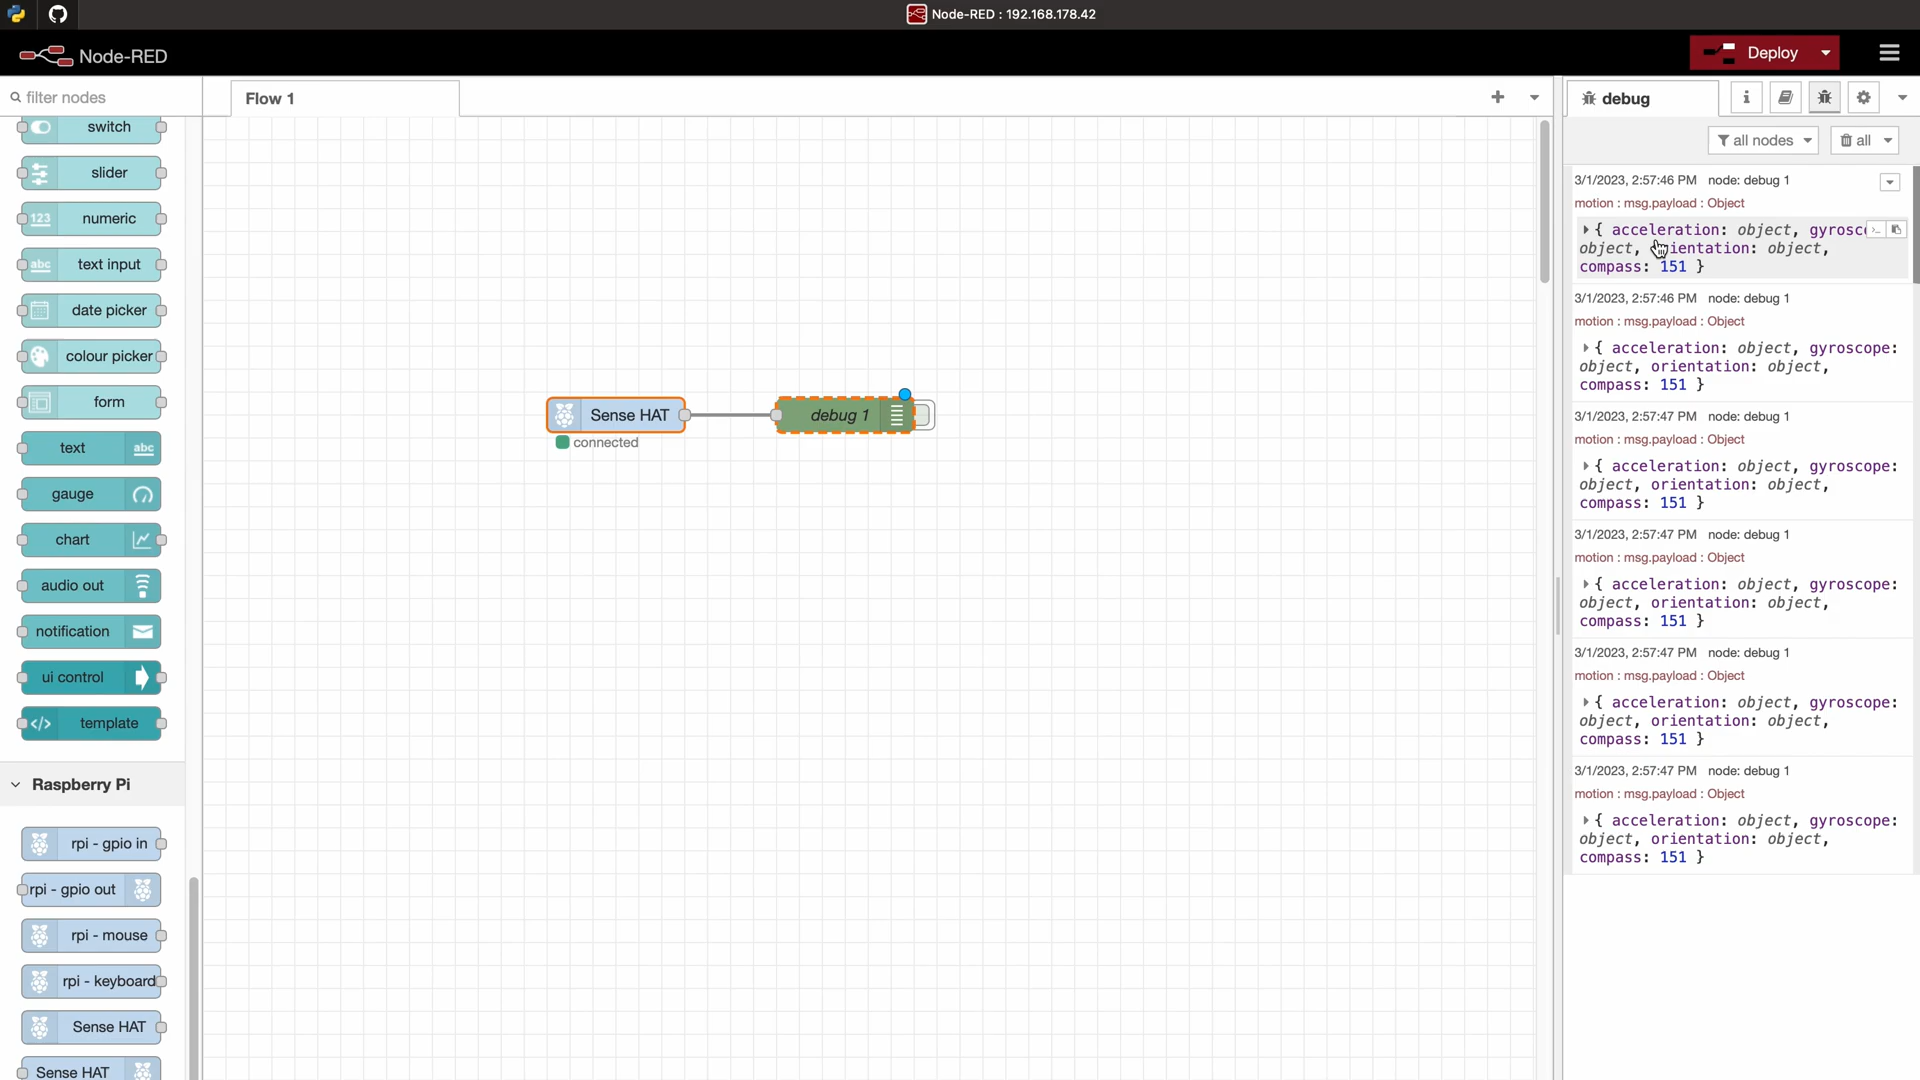 Node-RED : 192.168.178.42
Node-RED
Deploy
filter nodes
Flow 1
debug
all nodes
all
switch
slider
123 numeric
abc text input
date picker
colour picker
form
text abc
gauge
chart
audio out
notification
ui control
</> template
Raspberry Pi
rpi - gpio in
rpi - gpio out
rpi - mouse
rpi - keyboard
Sense HAT
Sense HAT
Sense HAT
connected
debug 1
3/1/2023, 2:57:46 PM node: debug 1
motion : msg.payload : Object
{ acceleration: object, gyrosc
object, orientation: object,
compass: 151 }
3/1/2023, 2:57:46 PM node: debug 1
motion : msg.payload : Object
{ acceleration: object, gyroscope:
object, orientation: object,
compass: 151 }
3/1/2023, 2:57:47 PM node: debug 1
motion : msg.payload : Object
{ acceleration: object, gyroscope:
object, orientation: object,
compass: 151 }
3/1/2023, 2:57:47 PM node: debug 1
motion : msg.payload : Object
{ acceleration: object, gyroscope:
object, orientation: object,
compass: 151 }
3/1/2023, 2:57:47 PM node: debug 1
motion : msg.payload : Object
{ acceleration: object, gyroscope:
object, orientation: object,
compass: 151 }
3/1/2023, 2:57:47 PM node: debug 1
motion : msg.payload : Object
{ acceleration: object, gyroscope:
object, orientation: object,
compass: 151 }